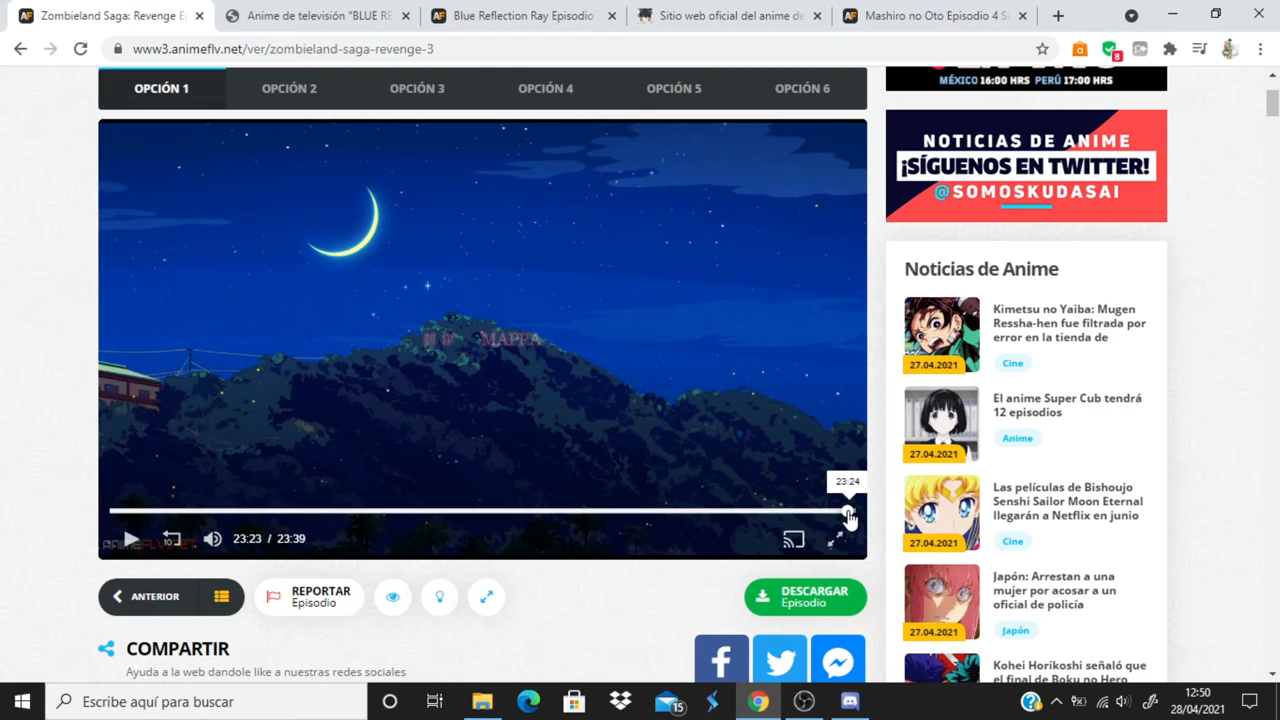 Zombieland Saga: Revenge E
Anime de televisión "BLUE RE
Blue Reflection Ray Episodio
Sitio web oficial del anime de
Mashiro no Oto Episodio 4 S
www3.animeflv.net/ver/zombieland-saga-revenge-3
8
OPCIÓN 1
OPCIÓN 2
OPCIÓN 3
OPCIÓN 4
OPCIÓN 5
OPCIÓN 6
MÉXICO 16:00 HRS PERÚ 17:00 HRS
NOTICIAS DE ANIME
¡SÍGUENOS EN TWITTER!
@SOMOSKUDASAI
制作 MAPPA
23:24
23:23 / 23:39
ANIMEFLV.NET
Noticias de Anime
Kimetsu no Yaiba: Mugen
Ressha-hen fue filtrada por
error en la tienda de
27.04.2021
Cine
El anime Super Cub tendrá
12 episodios
Anime
27.04.2021
Las películas de Bishoujo
Senshi Sailor Moon Eternal
llegarán a Netflix en junio
Cine
27.04.2021
Japón: Arrestan a una
mujer por acosar a un
oficial de policía
Japón
27.04.2021
Kohei Horikoshi señaló que
el final de Boku no Hero
ANTERIOR
REPORTAR
Episodio
DESCARGAR
Episodio
COMPARTIR
Ayuda a la web dandole like a nuestras redes sociales
Escribe aquí para buscar
15
12:50
28/04/2021